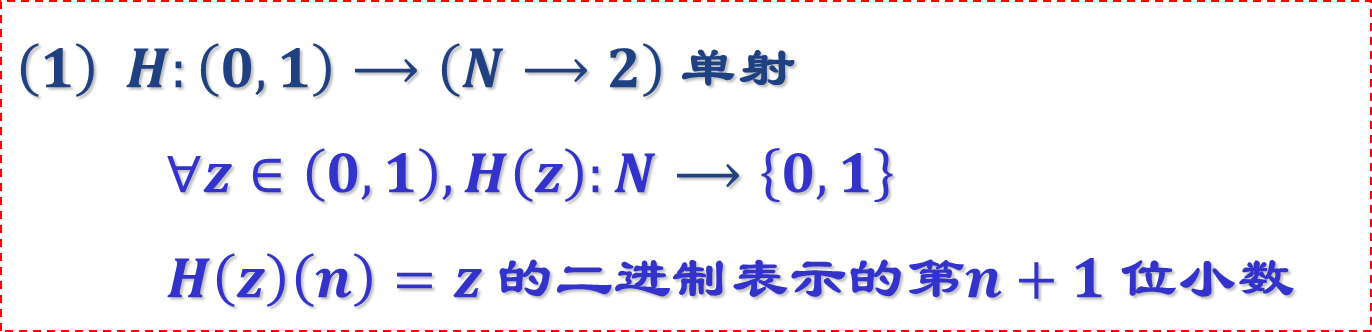 (1) H: (0, 1) ⟶ (N ⟶ 2) 单射
∀z ∈ (0, 1), H(z): N ⟶ {0, 1}
H(z)(n) = z 的二进制表示的第n + 1 位小数